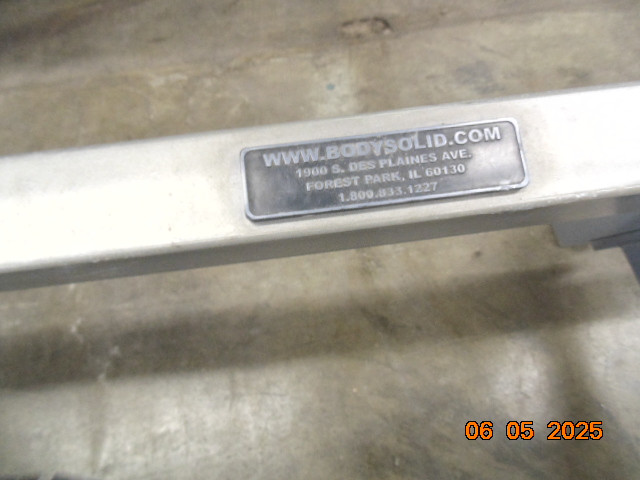 WWW.BODYSOLID.COM
1900 S. DES PLAINES AVE.
FOREST PARK, IL 60130
1.800.833.1227
06 05 2025